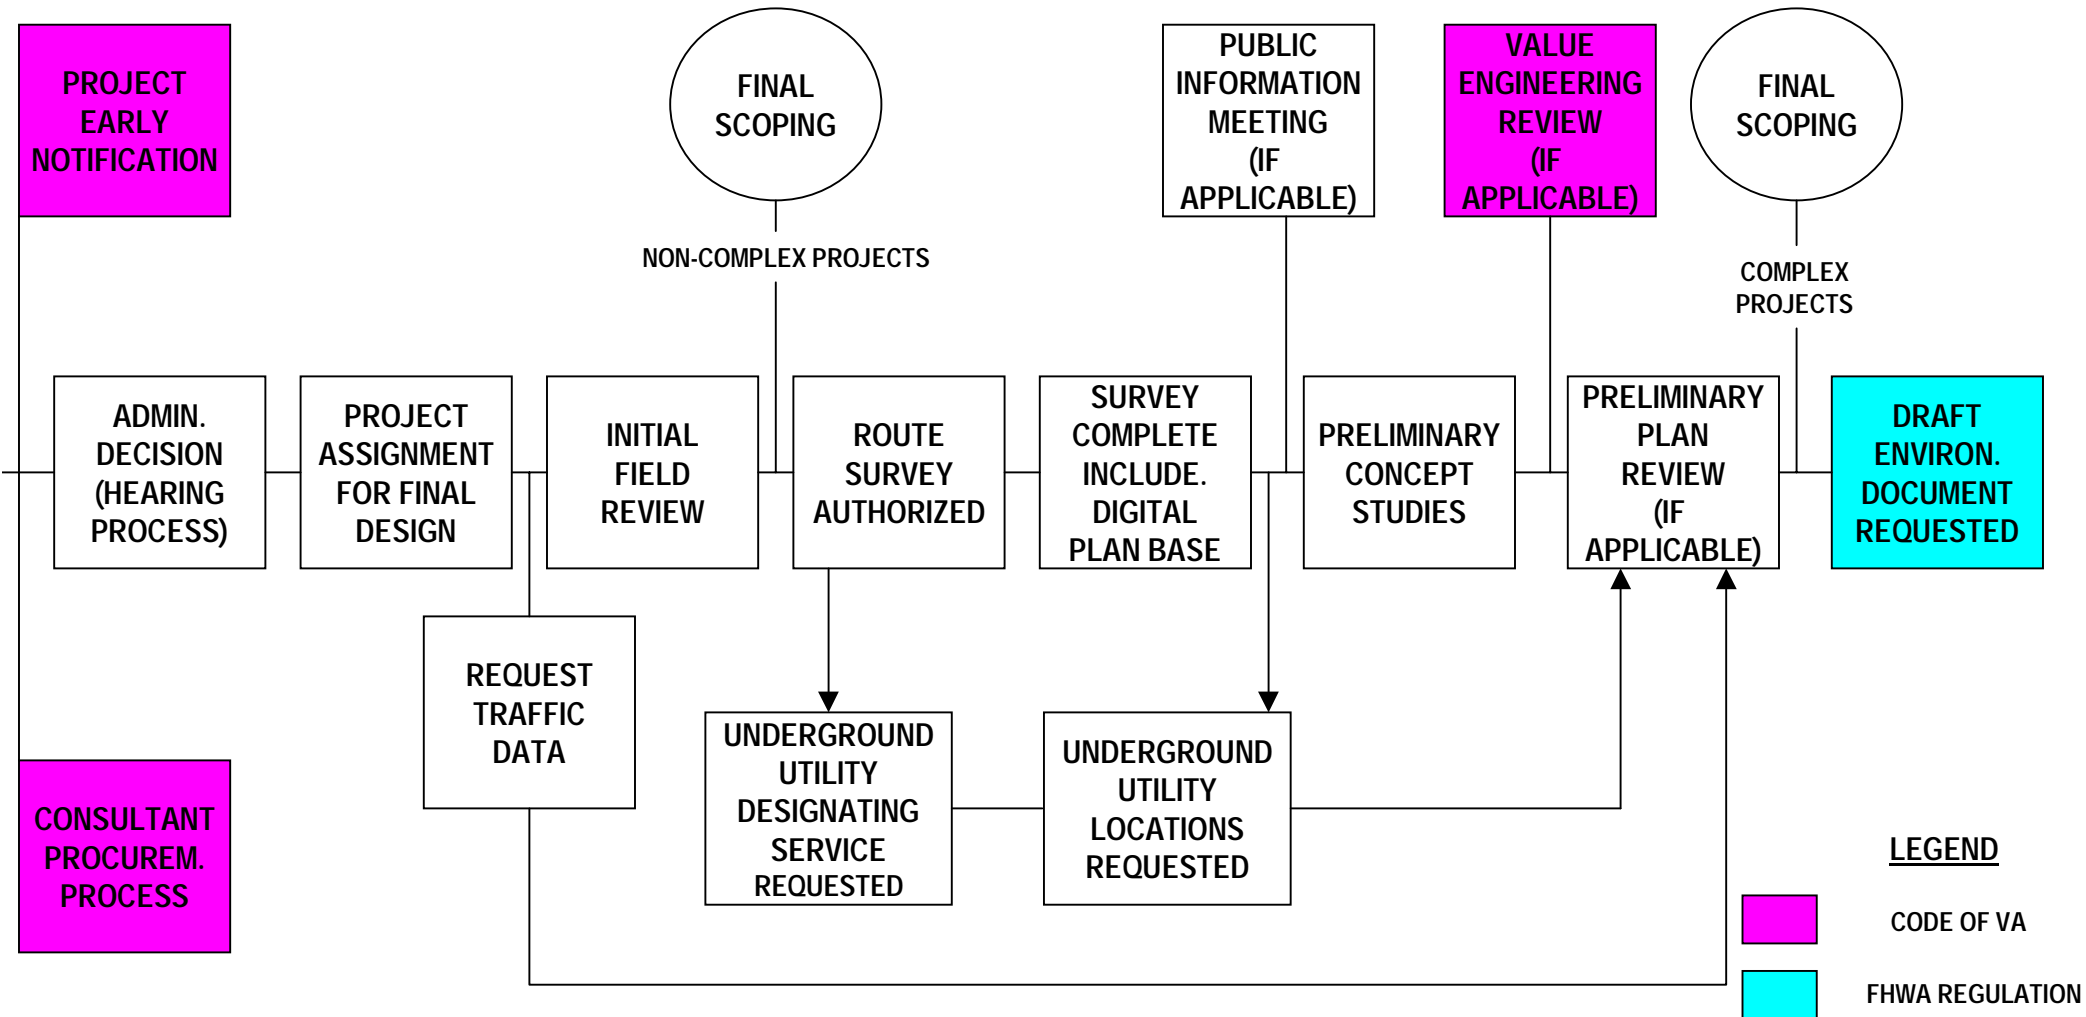 PROJECT
EARLY
NOTIFICATION
FINAL
SCOPING
NON-COMPLEX PROJECTS
PUBLIC
INFORMATION
MEETING
(IF
APPLICABLE)
VALUE
ENGINEERING
REVIEW
(IF
APPLICABLE)
FINAL
SCOPING
COMPLEX
PROJECTS
ADMIN.
DECISION
(HEARING
PROCESS)
PROJECT
ASSIGNMENT
FOR FINAL
DESIGN
INITIAL
FIELD
REVIEW
ROUTE
SURVEY
AUTHORIZED
SURVEY
COMPLETE
INCLUDE.
DIGITAL
PLAN BASE
PRELIMINARY
CONCEPT
STUDIES
PRELIMINARY
PLAN
REVIEW
(IF
APPLICABLE)
DRAFT
ENVIRON.
DOCUMENT
REQUESTED
REQUEST
TRAFFIC
DATA
UNDERGROUND
UTILITY
DESIGNATING
SERVICE
REQUESTED
UNDERGROUND
UTILITY
LOCATIONS
REQUESTED
CONSULTANT
PROCUREM.
PROCESS
LEGEND
CODE OF VA
FHWA REGULATION